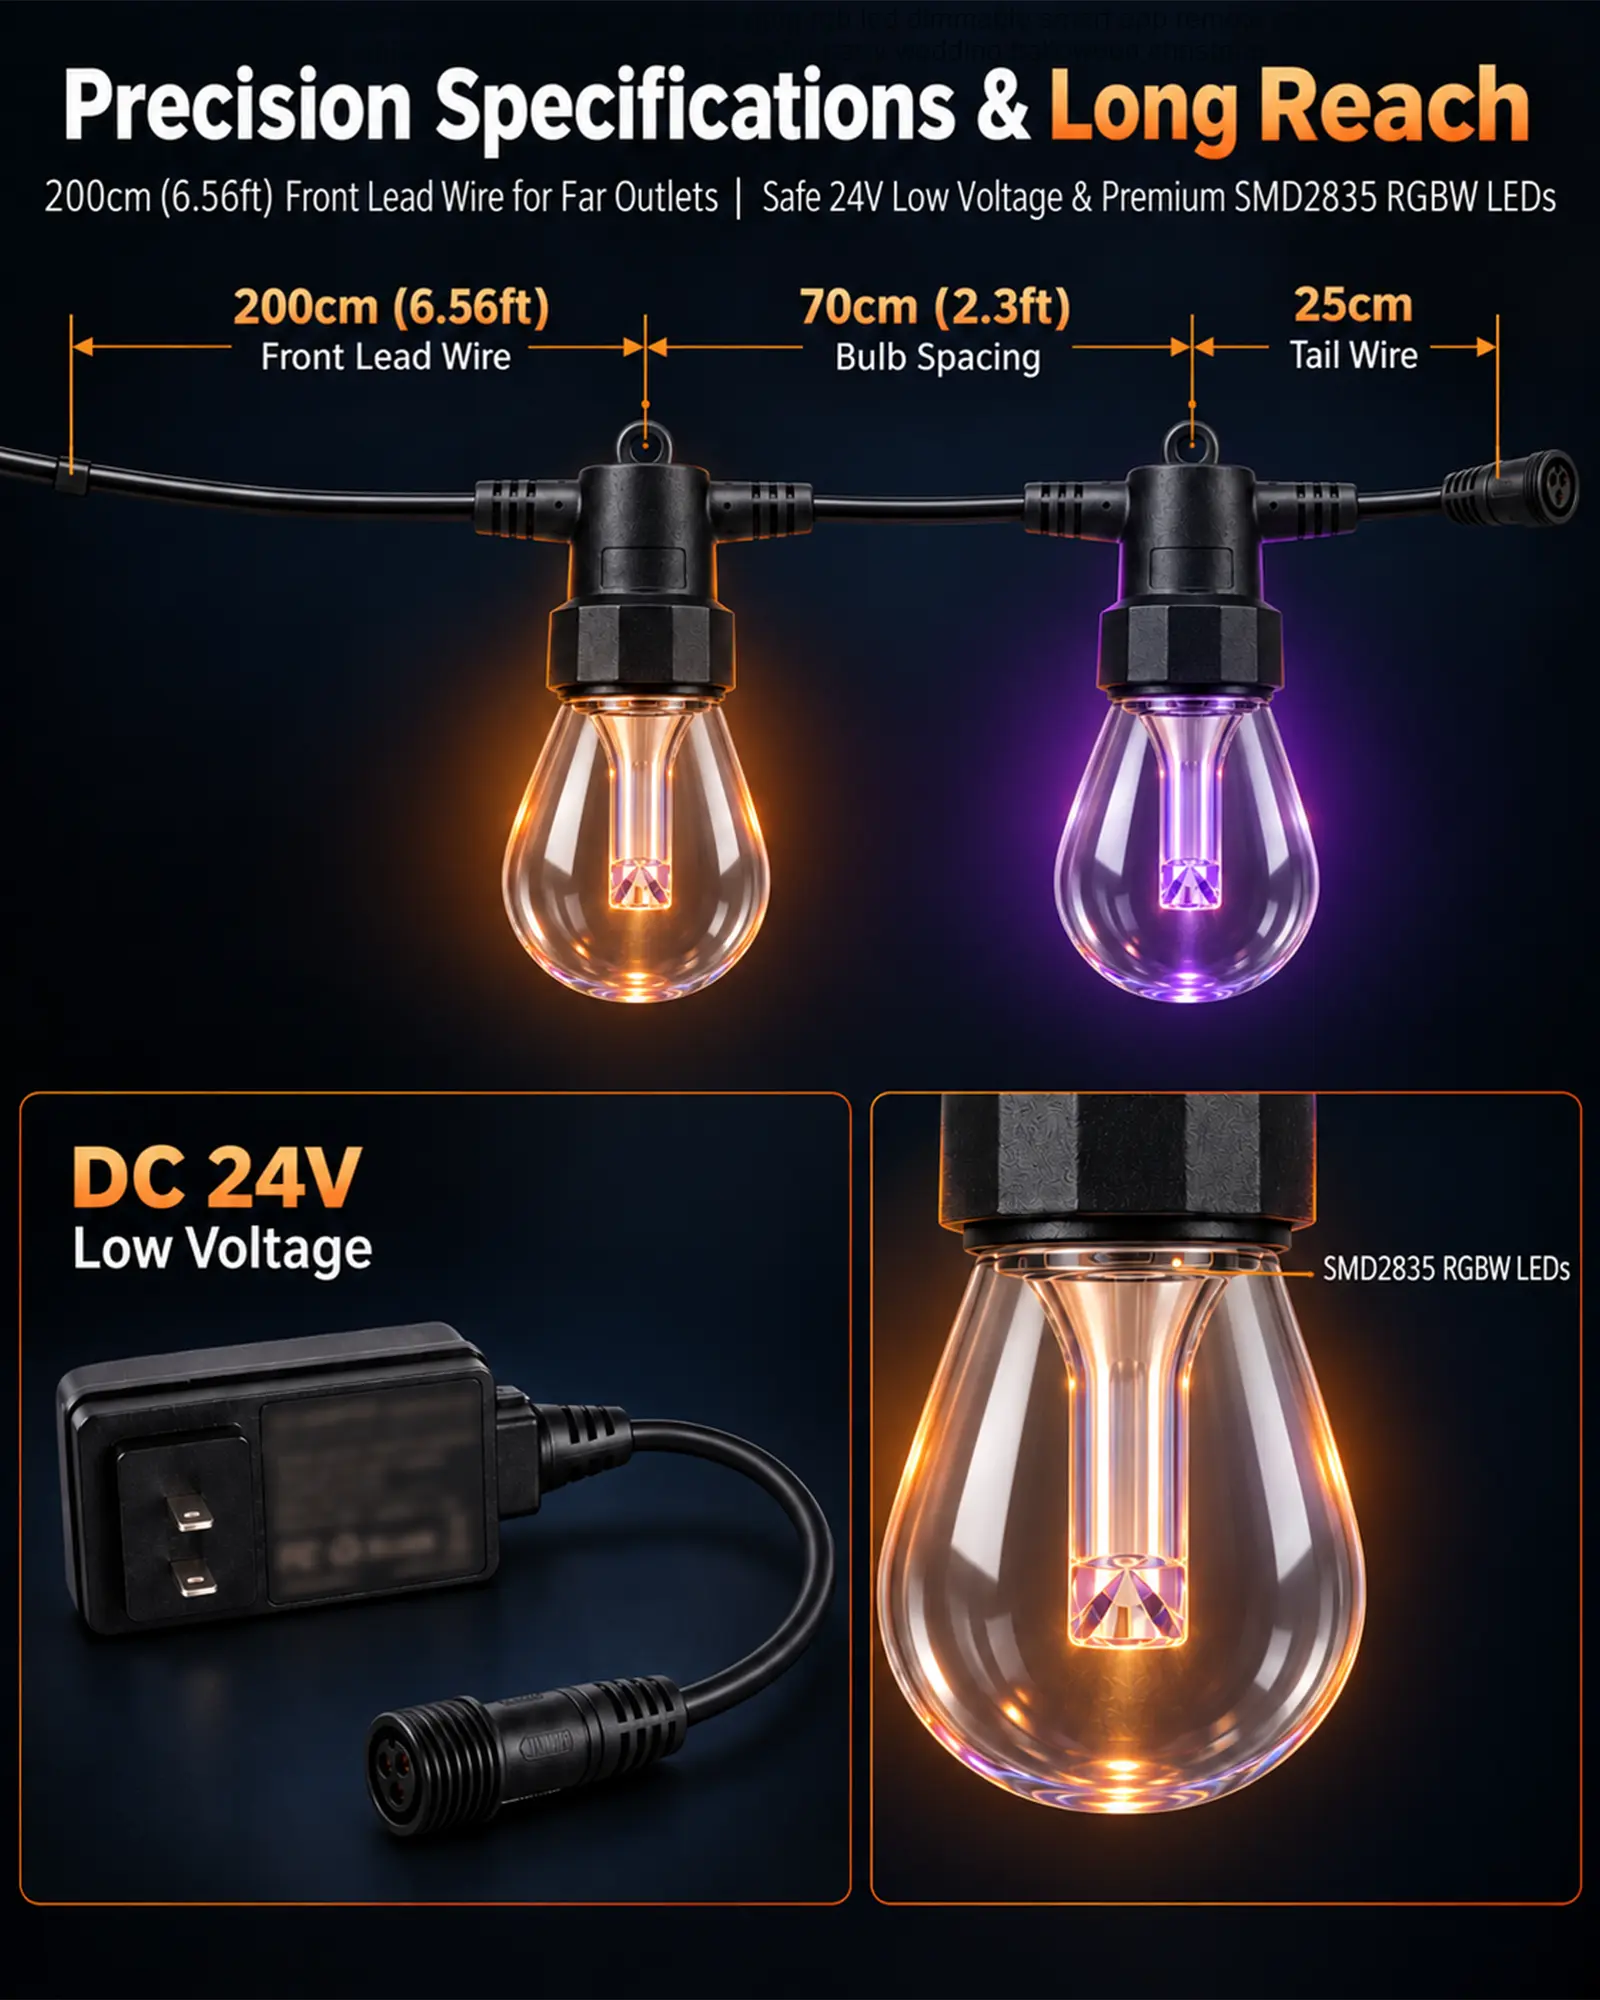 Precision Specifications & Long Reach
200cm (6.56ft) Front Lead Wire for Far Outlets | Safe 24V Low Voltage & Premium SMD2835 RGBW LEDs
200cm (6.56ft)
Front Lead Wire
70cm (2.3ft)
Bulb Spacing
25cm
Tail Wire
DC 24V
Low Voltage
SMD2835 RGBW LEDs